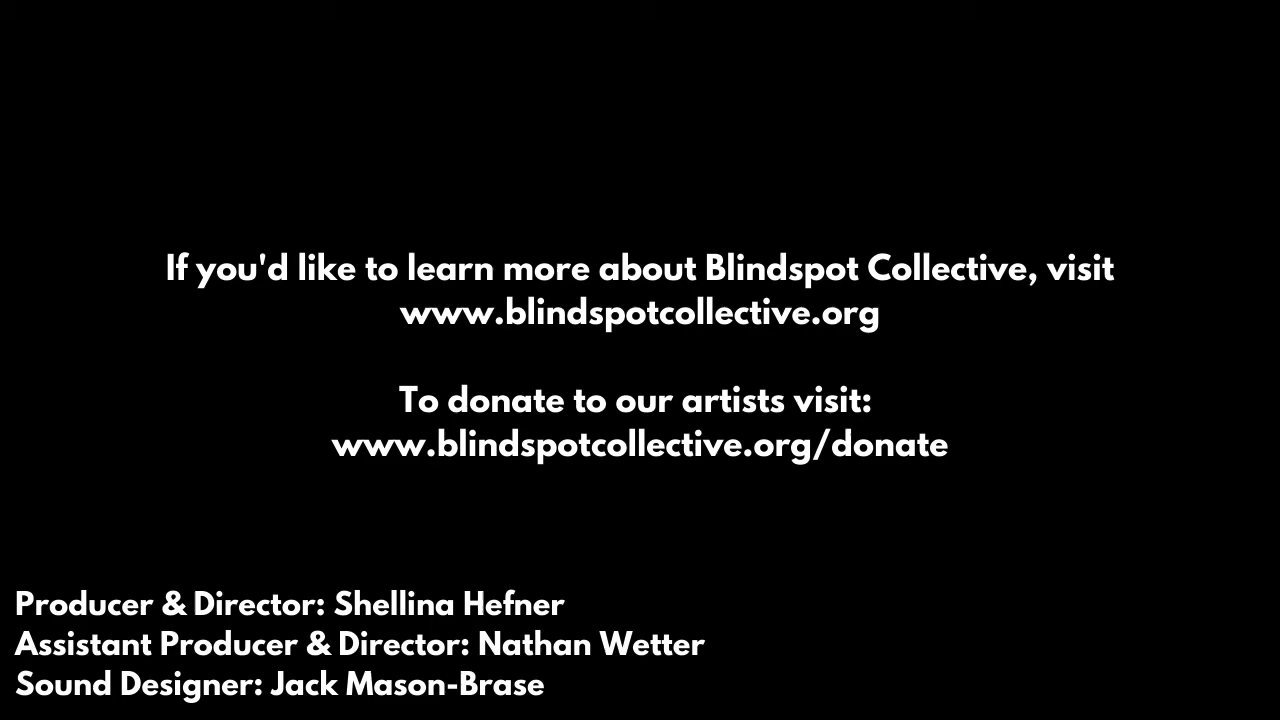 If you'd like to learn more about Blindspot Collective, visit
www.blindspotcollective.org
To donate to our artists visit:
www.blindspotcollective.org/donate
Producer & Director: Shellina Hefner
Assistant Producer & Director: Nathan Wetter
Sound Designer: Jack Mason-Brase